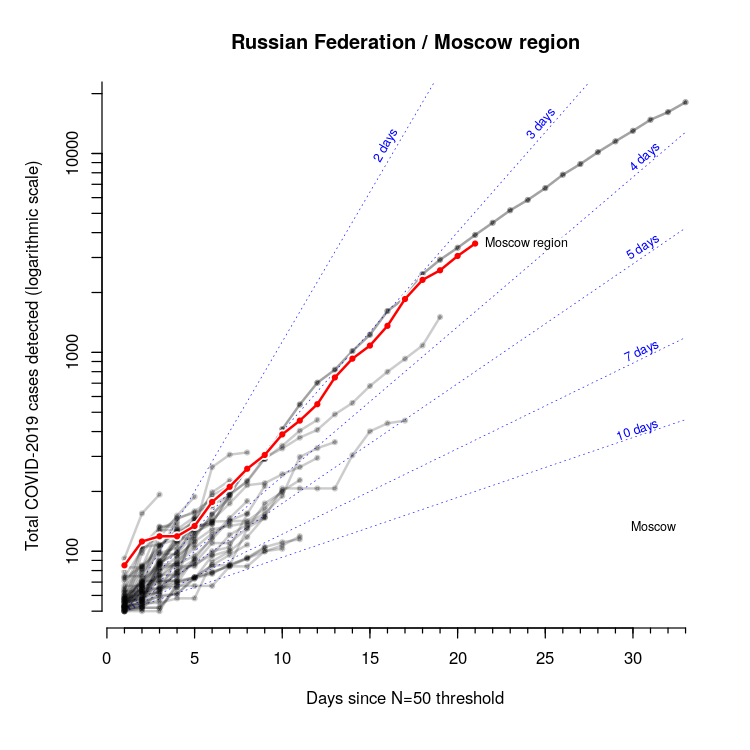 Russian Federation / Moscow region
Total COVID-2019 cases detected (logarithmic scale)
10000
1000
100
2 days
3 days
4 days
5 days
7 days
10 days
Moscow region
Moscow
0 5 10 15 20 25 30
Days since N=50 threshold